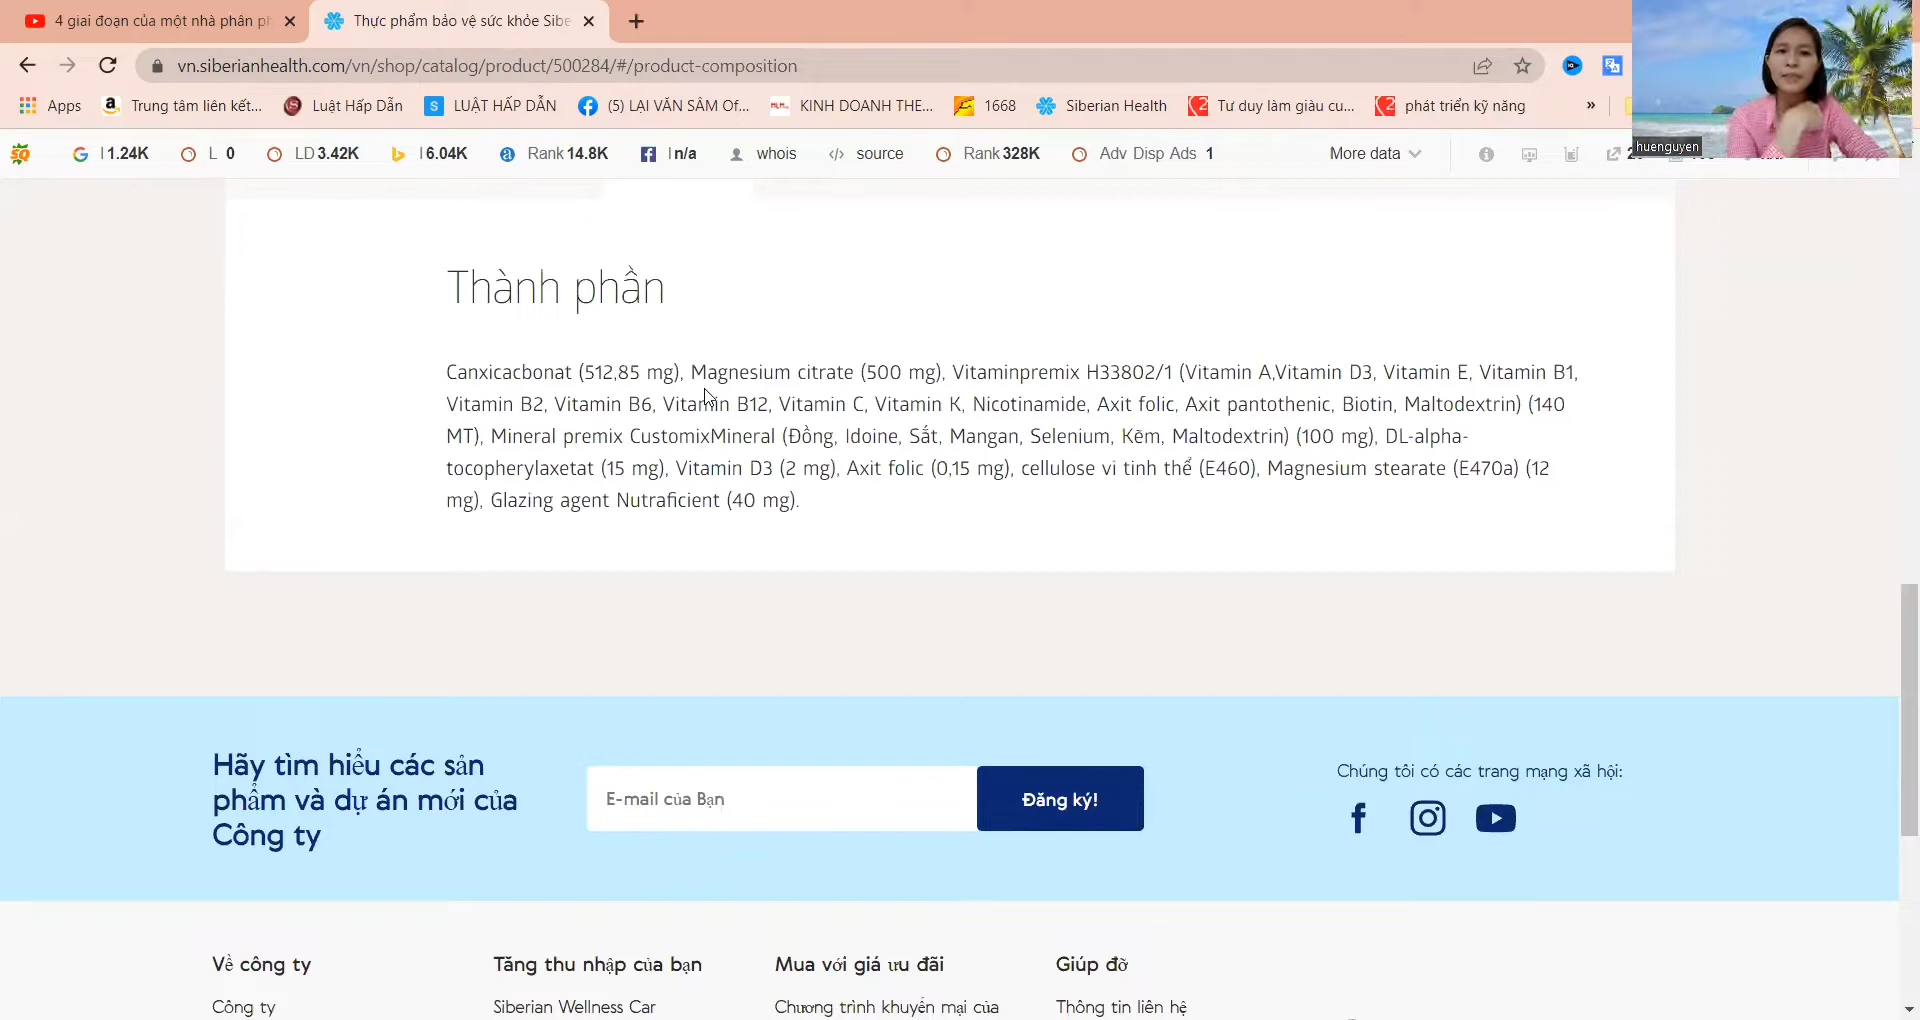 4 giai đoạn của một nhà phân ph
Thực phẩm bảo vệ sức khỏe Sibe
vn.siberianhealth.com/vn/shop/catalog/product/500284/#/product-composition
Apps
Trung tâm liên kết...
Luật Hấp Dẫn
LUẬT HẤP DẪN
(5) LẠI VĂN SÂM Of...
KINH DOANH THE...
1668
Siberian Health
Tư duy làm giàu cu...
phát triển kỹ năng
»
huenguyen
I 1.24K
L 0
LD 3.42K
I 6.04K
Rank 14.8K
I n/a
whois
source
Rank 328K
Adv Disp Ads 1
More data
Thành phần
Canxicacbonat (512,85 mg), Magnesium citrate (500 mg), Vitaminpremix H33802/1 (Vitamin A,Vitamin D3, Vitamin E, Vitamin B1,
Vitamin B2, Vitamin B6, Vitamin B12, Vitamin C, Vitamin K, Nicotinamide, Axit folic, Axit pantothenic, Biotin, Maltodextrin) (140
MT), Mineral premix CustomixMineral (Đồng, Idoine, Sắt, Mangan, Selenium, Kẽm, Maltodextrin) (100 mg), DL-alpha-
tocopherylaxetat (15 mg), Vitamin D3 (2 mg), Axit folic (0,15 mg), cellulose vi tinh thể (E460), Magnesium stearate (E470a) (12
mg), Glazing agent Nutraficient (40 mg).
Hãy tìm hiểu các sản
phẩm và dự án mới của
Công ty
E-mail của Bạn
Đăng ký!
Chúng tôi có các trang mạng xã hội:
Về công ty
Tăng thu nhập của bạn
Mua với giá ưu đãi
Giúp đỡ
Công ty
Siberian Wellness Car
Chương trình khuyến mại của
Thông tin liên hệ